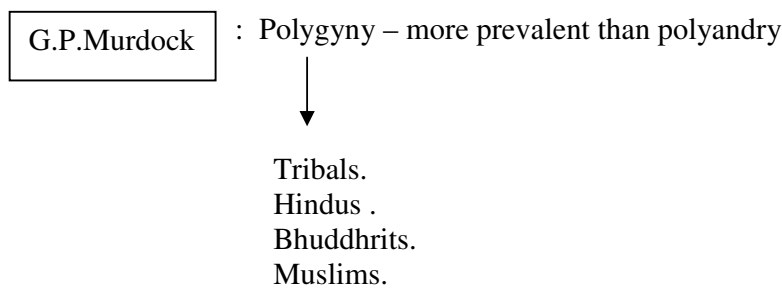 G.P.Murdock : Polygyny – more prevalent than polyandry
Tribals.
Hindus .
Bhuddhrits.
Muslims.